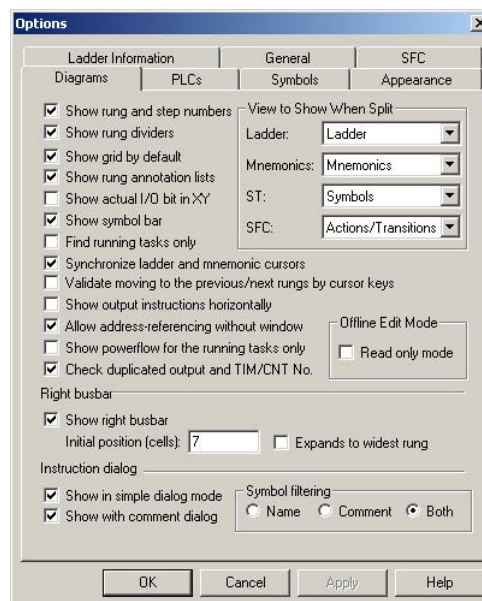 Options
Ladder Information General SFC
Diagrams PLCs Symbols Appearance
Show rung and step numbers
Show rung dividers
Show grid by default
Show rung annotation lists
Show actual I/O bit in XY
Show symbol bar
Find running tasks only
View to Show When Split
Ladder: Ladder
Mnemonics: Mnemonics
ST: Symbols
SFC: Actions/Transitions
Synchronize ladder and mnemonic cursors
Validate moving to the previous/next rungs by cursor keys
Show output instructions horizontally
Allow address-referencing without window
Show powerflow for the running tasks only
Check duplicated output and TIM/CNT No.
Offline Edit Mode
Read only mode
Right busbar
Show right busbar
Initial position (cells): 7 Expands to widest rung
Instruction dialog
Show in simple dialog mode
Show with comment dialog
Symbol filtering
Name Comment Both
OK Cancel Apply Help